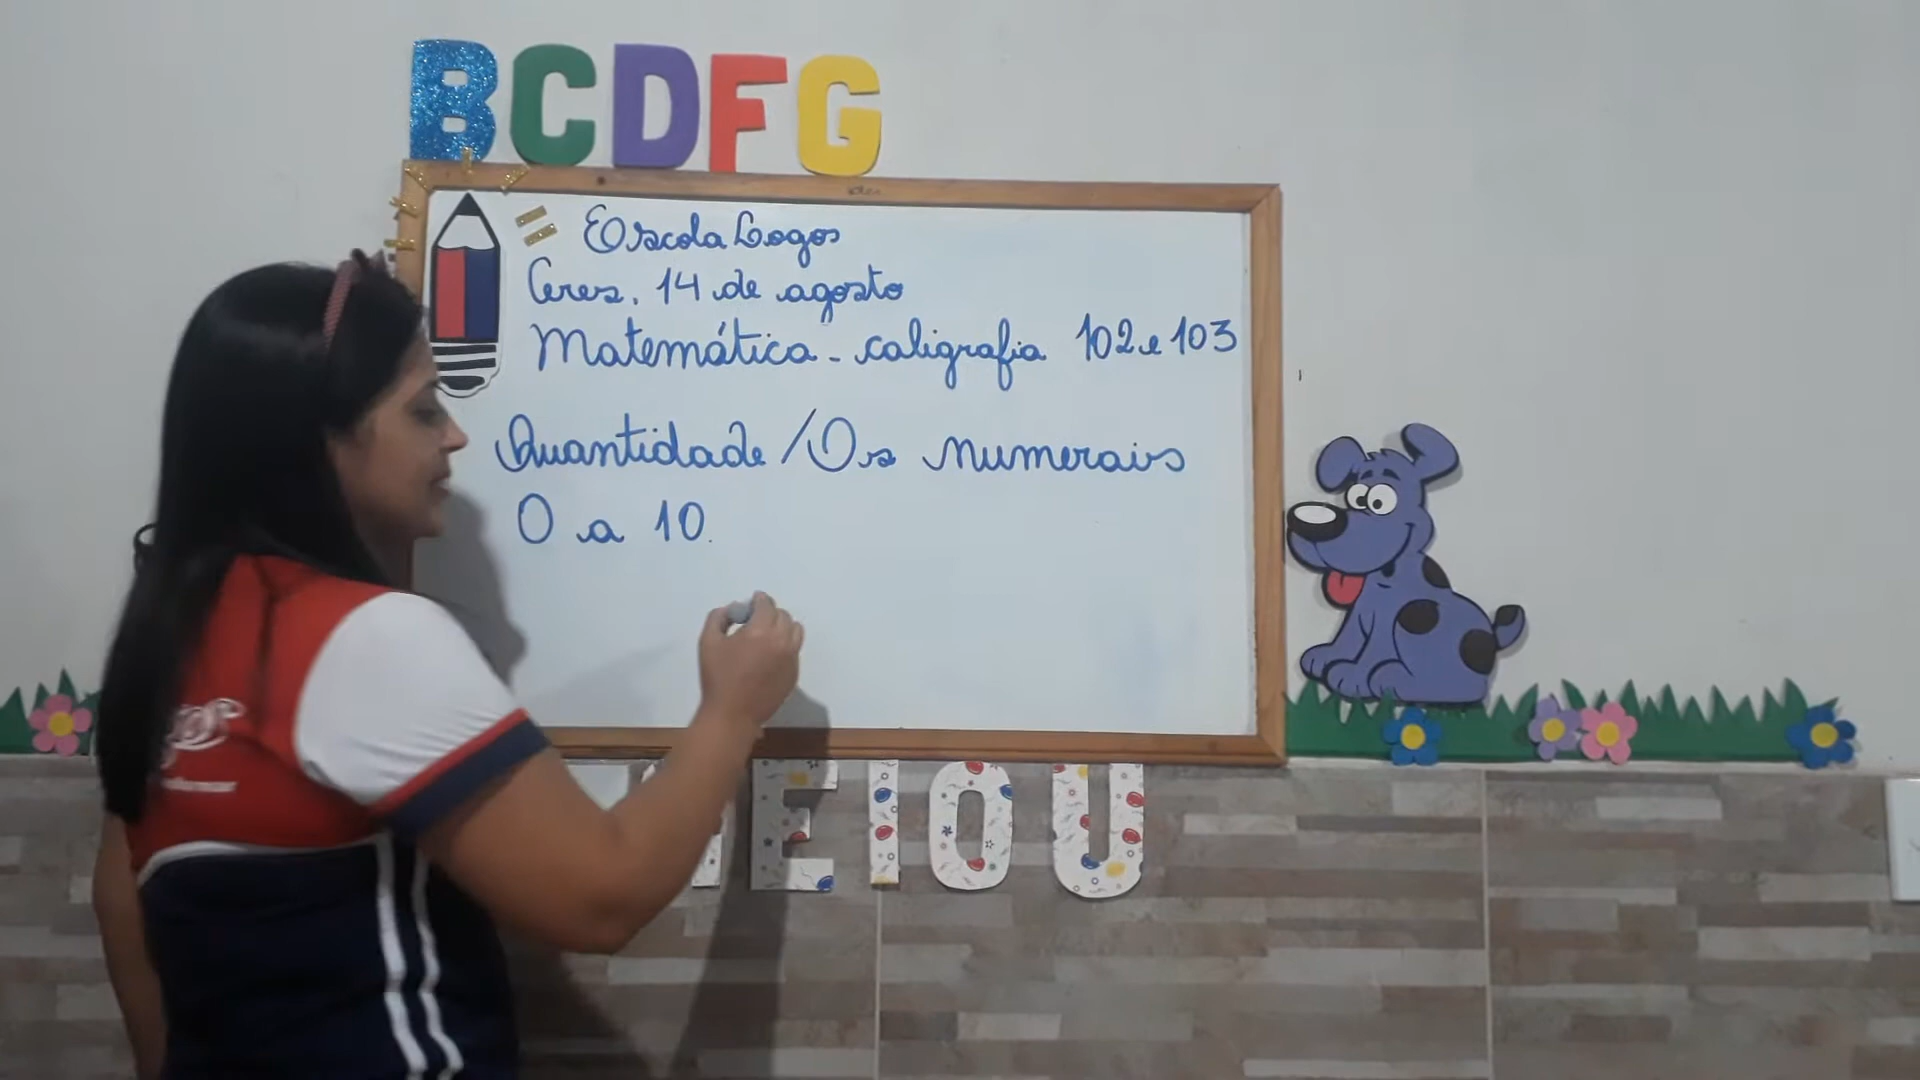 BCDFG
Escola Logos
Ceres, 14 de agosto
Matemática - caligrafia 102 e 103
Quantidade / Os numerais
0 a 10.
EIOU